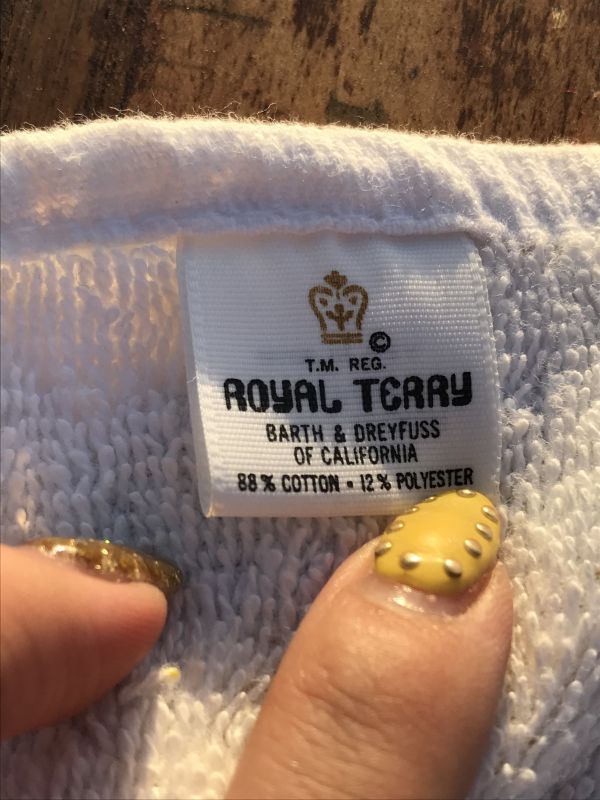 ©
T.M. REG.
ROYAL TERRY
BARTH & DREYFUSS
OF CALIFORNIA
88% COTTON • 12% POLYESTER